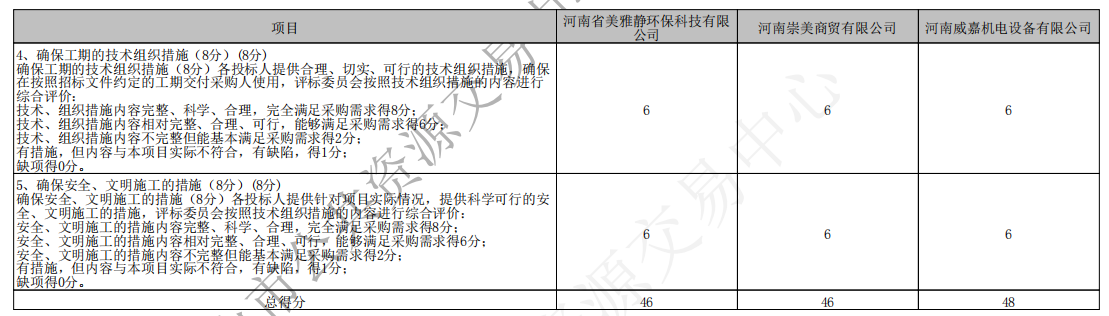 项目
河南省美雅静环保科技有限
公司
河南崇美商贸有限公司
河南威嘉机电设备有限公司
4、确保工期的技术组织措施（8分）(8分)
确保工期的技术组织措施（8分）各投标人提供合理、切实、可行的技术组织措施，确保
在按照招标文件约定的工期交付采购人使用，评标委员会按照技术组织措施的内容进行
综合评价：
技术、组织措施内容完整、科学、合理，完全满足采购需求得8分；
技术、组织措施内容相对完整、合理、可行，能够满足采购需求得6分；
技术、组织措施内容不完整但能基本满足采购需求得2分；
有措施，但内容与本项目实际不符合，有缺陷，得1分；
缺项得0分。
6
6
6
5、确保安全、文明施工的措施（8分）(8分)
确保安全、文明施工的措施（8分）各投标人提供针对项目实际情况，提供科学可行的安
全、文明施工的措施，评标委员会按照技术组织措施的内容进行综合评价：
安全、文明施工的措施内容完整、科学、合理，完全满足采购需求得8分；
安全、文明施工的措施内容相对完整、合理、可行，能够满足采购需求得6分；
安全、文明施工的措施内容不完整但能基本满足采购需求得2分；
有措施，但内容与本项目实际不符合，有缺陷，得1分；
缺项得0分。
6
6
6
总得分
46
46
48
市公共资源交易中
源交易中心